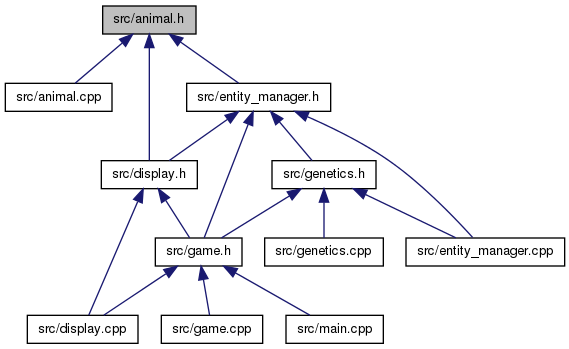 src/animal.h
src/animal.cpp
src/entity_manager.h
src/display.h
src/genetics.h
src/game.h
src/genetics.cpp
src/entity_manager.cpp
src/display.cpp
src/game.cpp
src/main.cpp